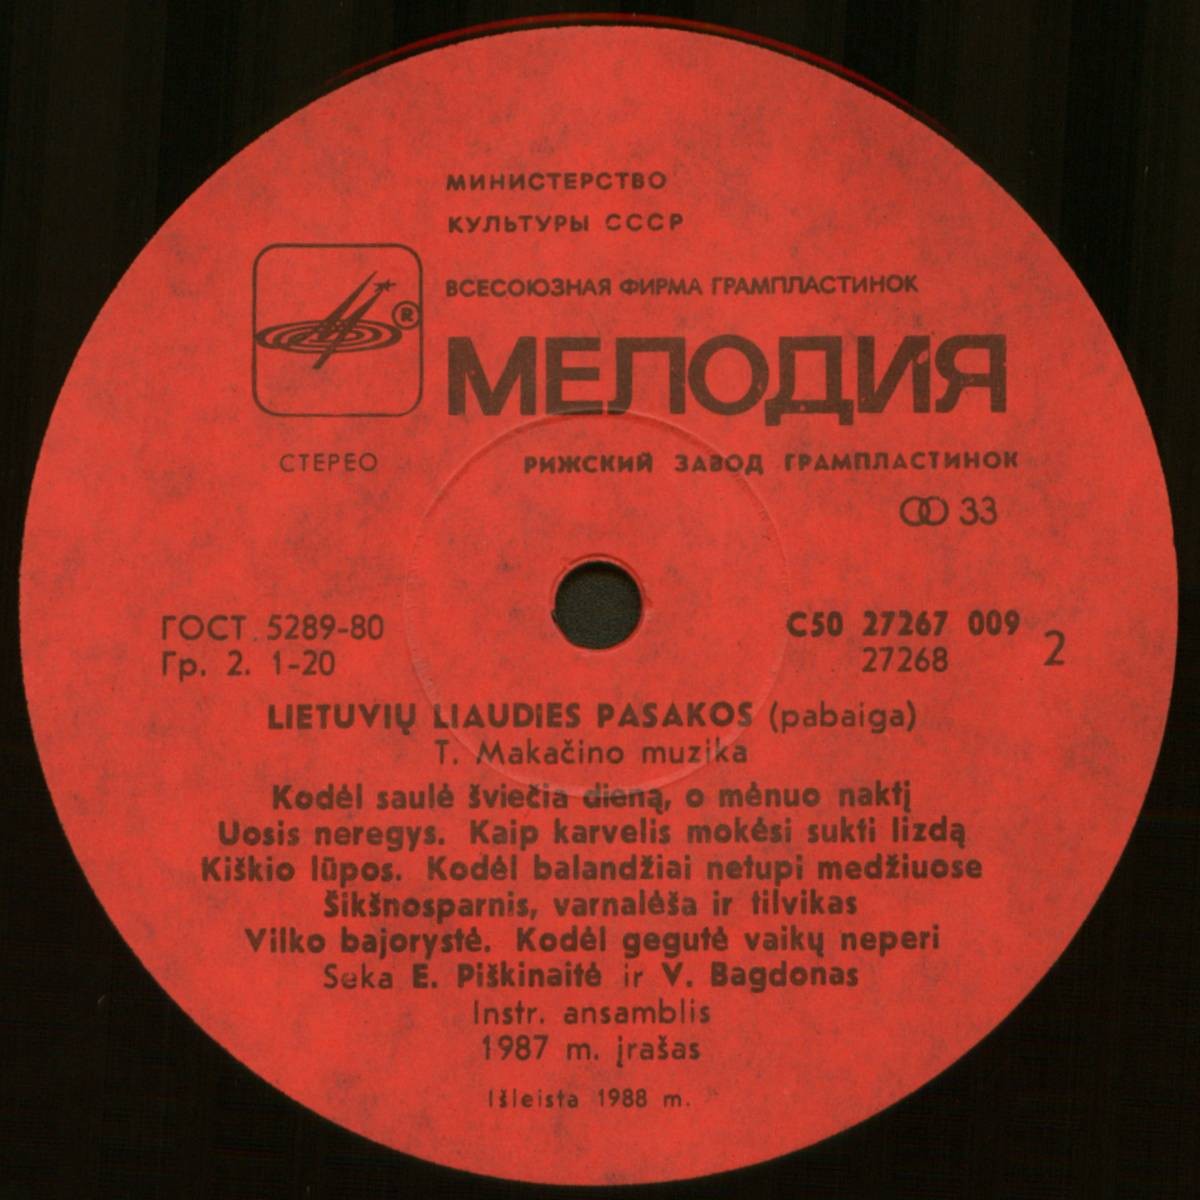 МИНИСТЕРСТВО
КУЛЬТУРЫ СССР
ВСЕСОЮЗНАЯ ФИРМА ГРАМПЛАСТИНОК
®
МЕЛОДИЯ
СТЕРЕО
РИЖСКИЙ ЗАВОД ГРАМПЛАСТИНОК
33
ГОСТ 5289-80
Гр. 2. 1-20
С50 27267 009
27268
2
LIETUVIŲ LIAUDIES PASAKOS (pabaiga)
T. Makačino muzika
Kodėl saulė šviečia dieną, o mėnuo naktį
Uosis neregys. Kaip karvelis mokėsi sukti lizdą
Kiškio lūpos. Kodėl balandžiai netupi medžiuose
Šikšnosparnis, varnalėša ir tilvikas
Vilko bajorystė. Kodėl gegutė vaikų neperi
Seka E. Piškinaitė ir V. Bagdonas
Instr. ansamblis
1987 m. įrašas
Išleista 1988 m.